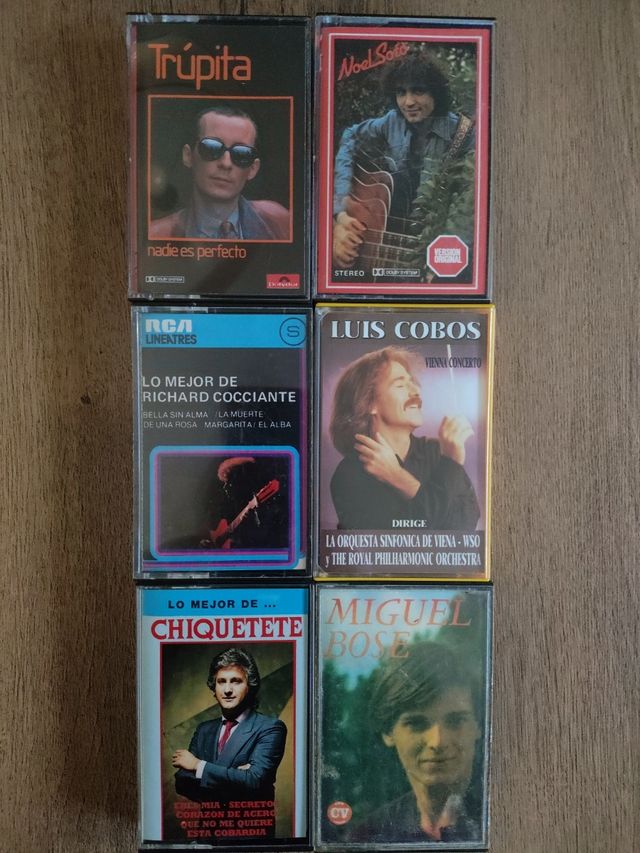 Trúpita
nadie es perfecto
DOLBY SYSTEM
Polydor
Noel Soto
STEREO DOLBY SYSTEM
VERSION
ORIGINAL
RCA
LINEATRES
S
LO MEJOR DE
RICHARD COCCIANTE
BELLA SIN ALMA / LA MUERTE
DE UNA ROSA MARGARITA / EL ALBA
LUIS COBOS
VIENNA CONCERTO
DIRIGE
LA ORQUESTA SINFONICA DE VIENA - WSO
y THE ROYAL PHILHARMONIC ORCHESTRA
LO MEJOR DE ...
CHIQUETETE
ERES MIA - SECRETO
CORAZON DE ACERO
QUE NO ME QUIERE
ESTA COBARDIA
MIGUEL
BOSE
CV